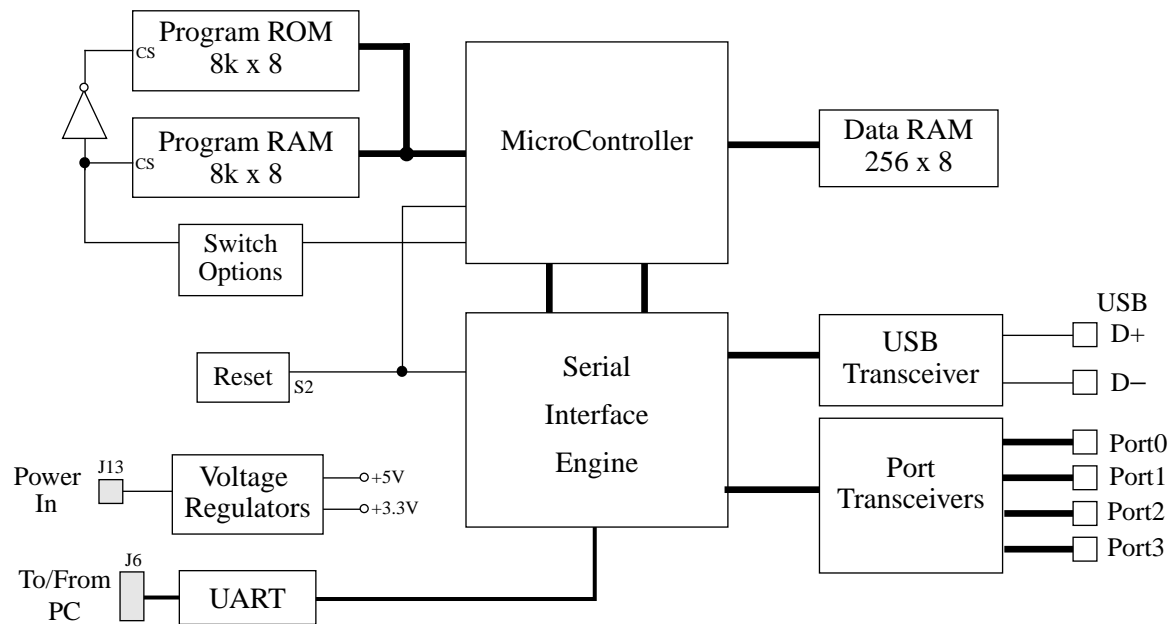 Program ROM
8k x 8
CS
Program RAM
8k x 8
CS
MicroController
Data RAM
256 x 8
Switch
Options
Reset
S2
Serial
Interface
Engine
USB
Transceiver
USB
D+
D−
Port
Transceivers
Port0
Port1
Port2
Port3
Power
In
J13
Voltage
Regulators
+5V
+3.3V
To/From
PC
J6
UART